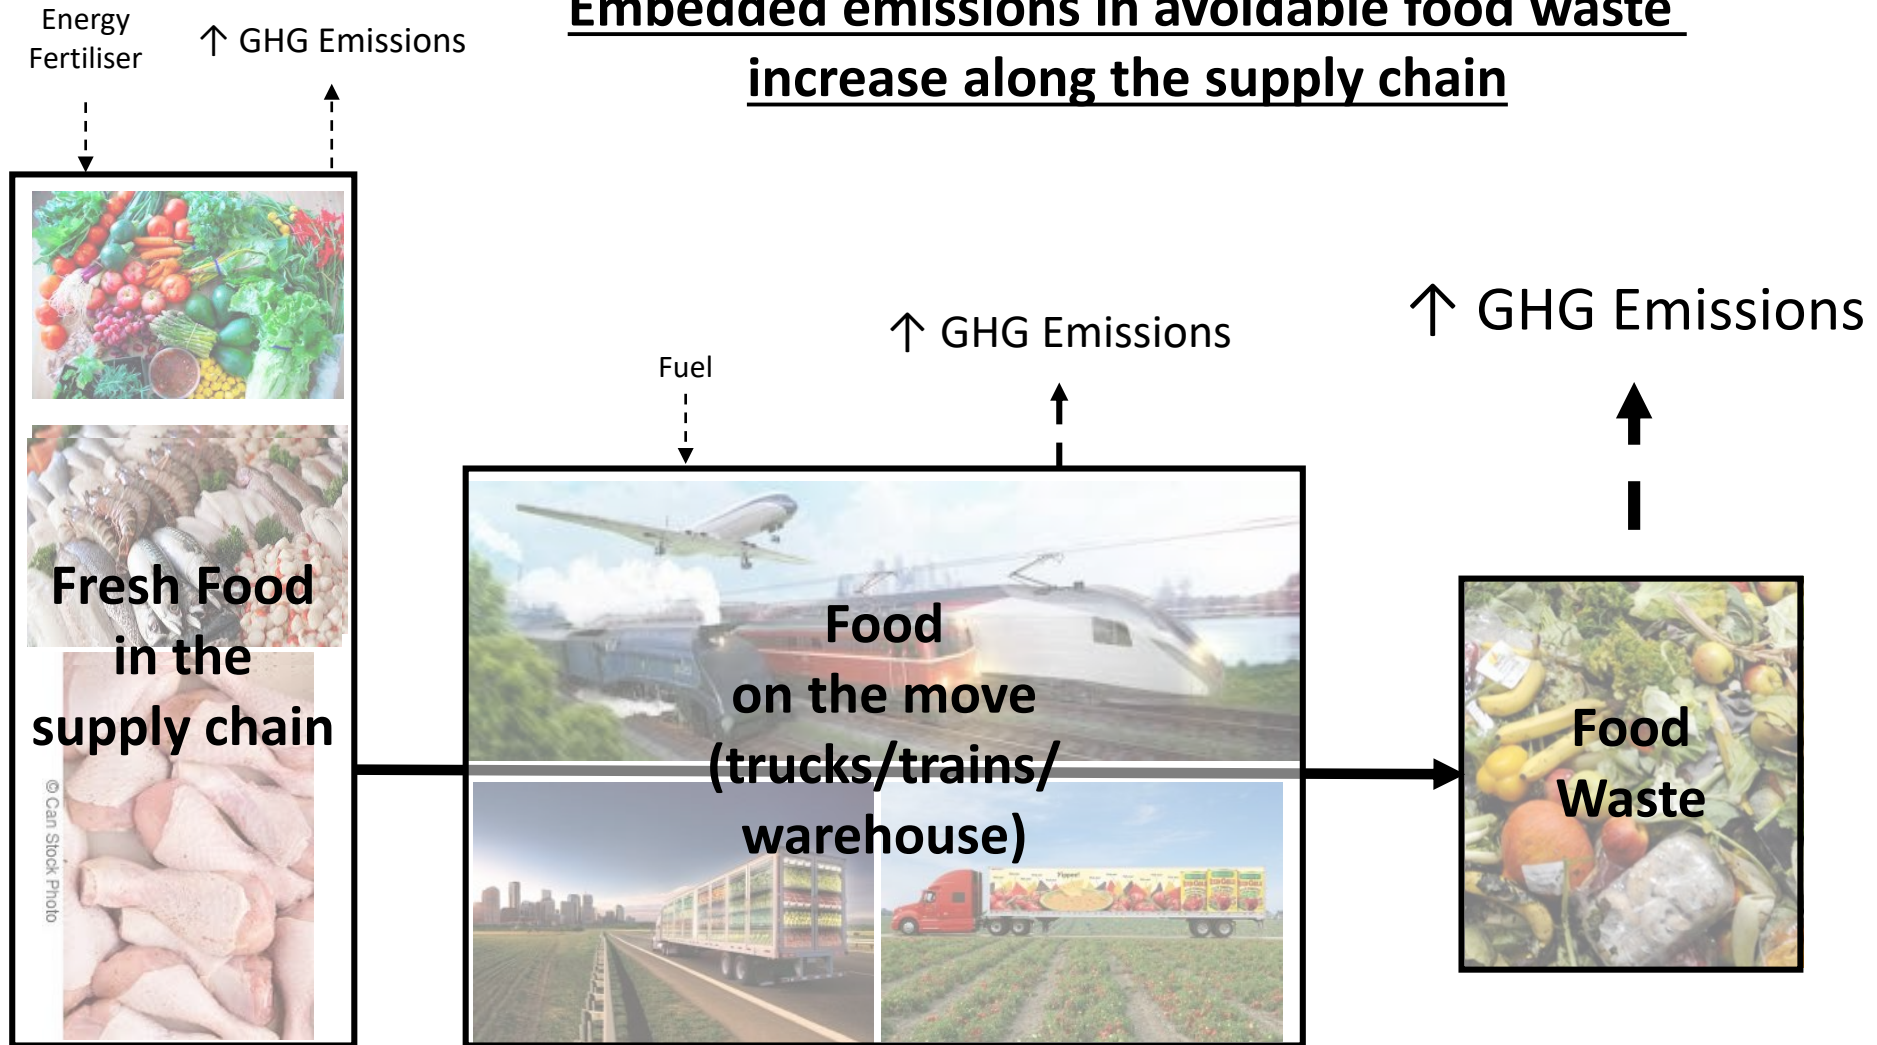 Embedded emissions in avoidable food waste
increase along the supply chain
Energy
Fertiliser
↑ GHG Emissions
Fresh Food
in the
supply chain
© Can Stock Photo
Fuel
↑ GHG Emissions
Food
on the move
(trucks/trains/
warehouse)
↑ GHG Emissions
Food
Waste